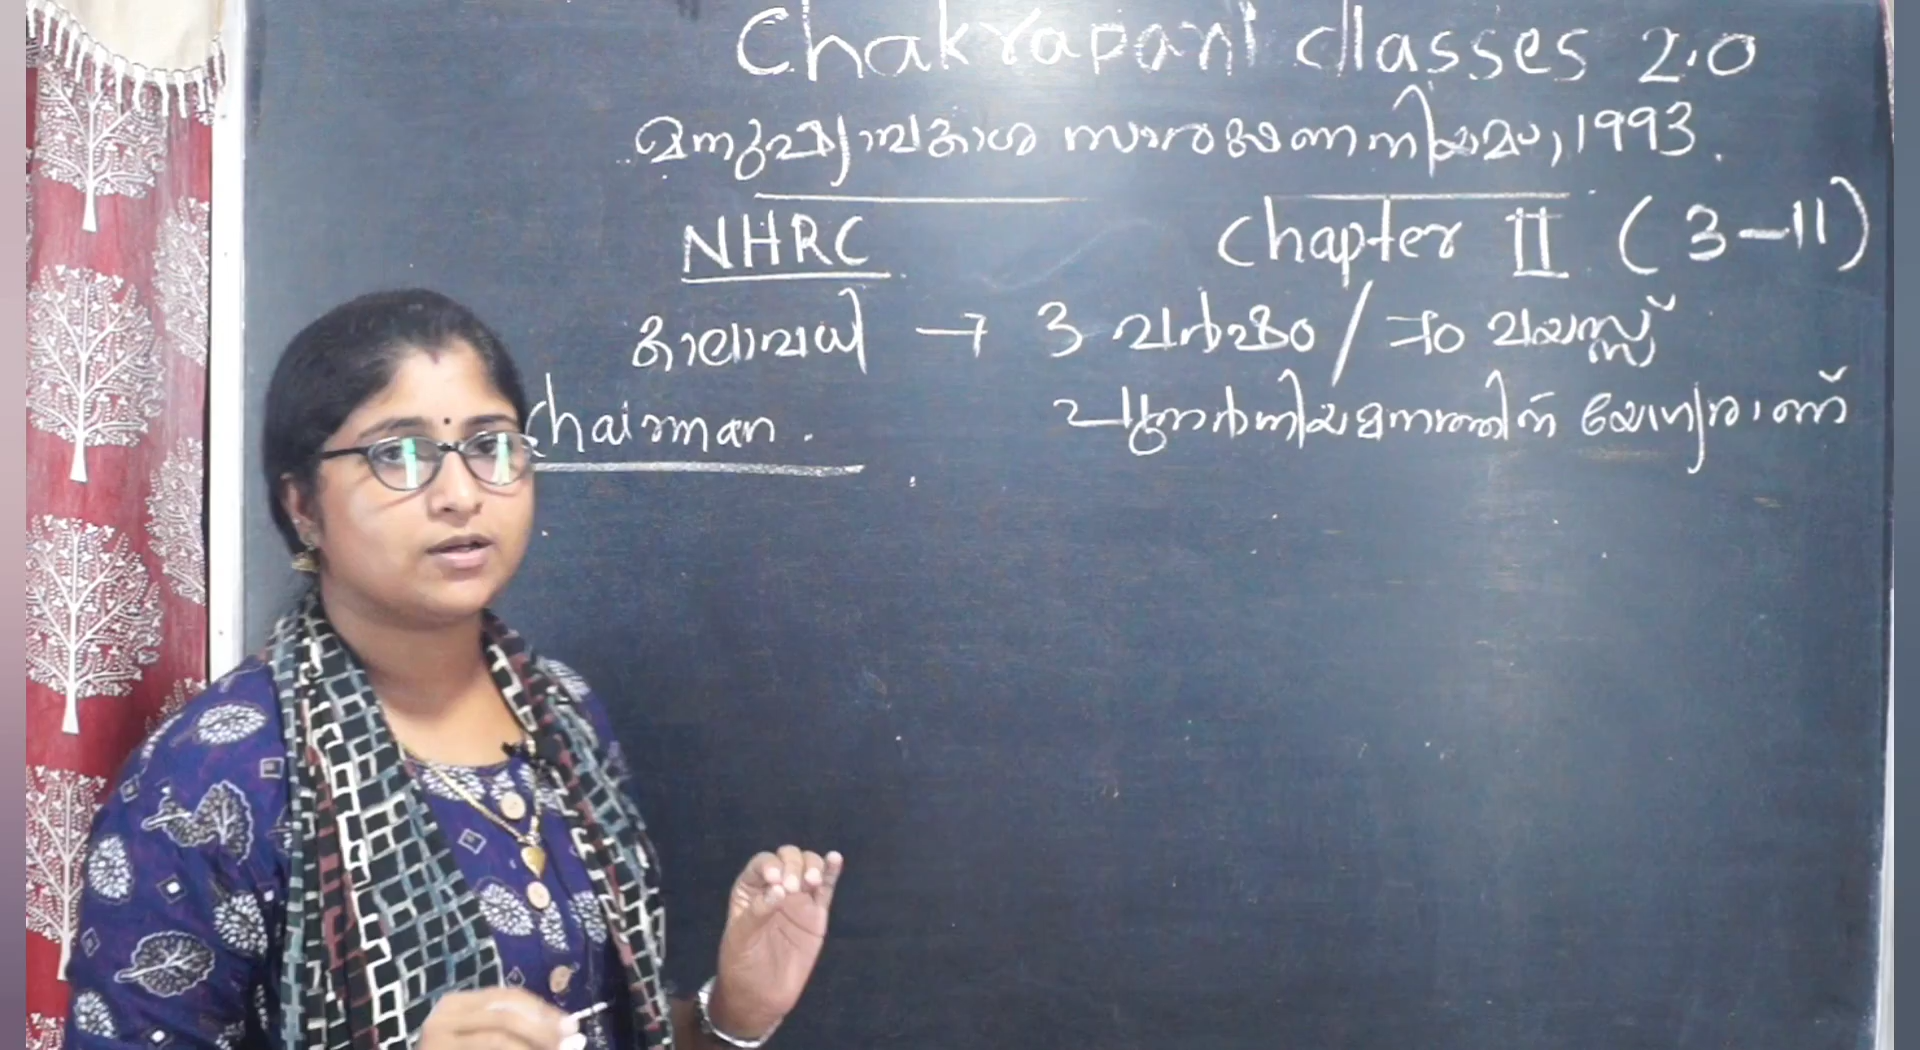 Chakrapani classes 2.0
മനുഷ്യാവകാശ സംരക്ഷണ നിയമം, 1993.
NHRC Chapter II (3-11)
കാലാവധി → 3 വർഷം / 70 വയസ്സ്
Chairman. പുനർനിയമനത്തിന് യോഗ്യരാണ്